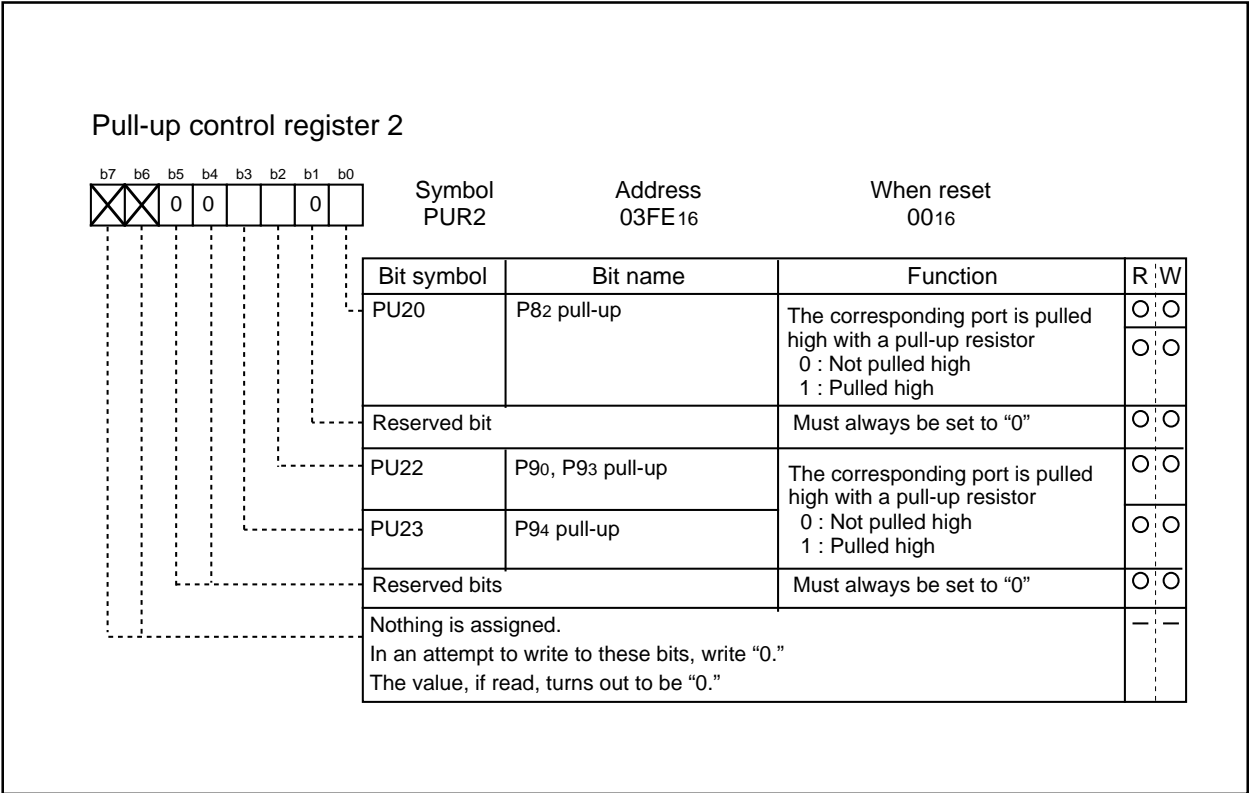 Pull-up control register 2
b7 b6 b5 b4 b3 b2 b1 b0
0 0 0
Symbol Address When reset
PUR2 03FE16 0016
Bit symbol Bit name Function R W
PU20 P82 pull-up The corresponding port is pulled
high with a pull-up resistor
0 : Not pulled high
1 : Pulled high
Reserved bit Must always be set to “0”
PU22 P90, P93 pull-up The corresponding port is pulled
high with a pull-up resistor
PU23 P94 pull-up 0 : Not pulled high
1 : Pulled high
Reserved bits Must always be set to “0”
Nothing is assigned. – –
In an attempt to write to these bits, write “0.”
The value, if read, turns out to be “0.”